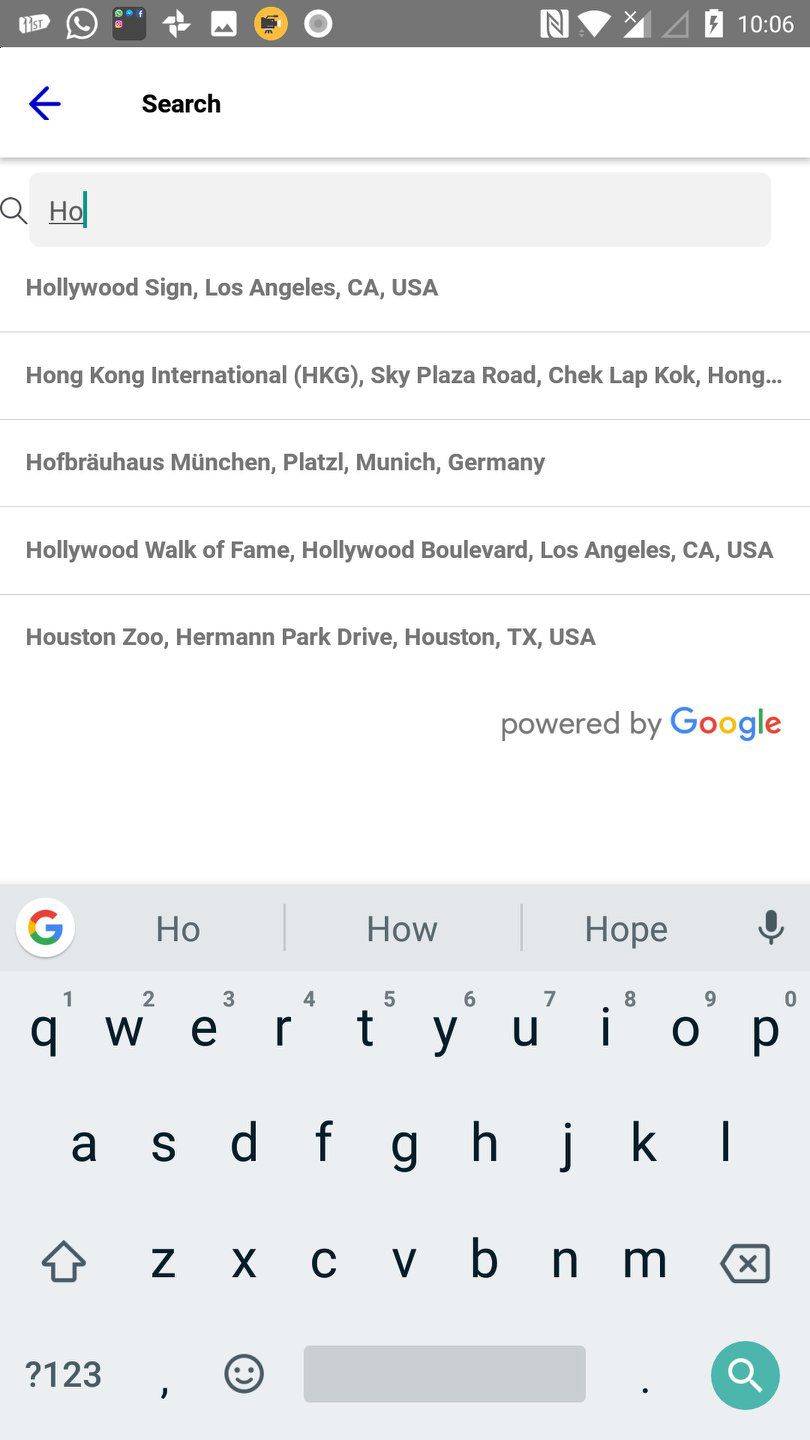 11ST
10:06
Search
Ho
Hollywood Sign, Los Angeles, CA, USA
Hong Kong International (HKG), Sky Plaza Road, Chek Lap Kok, Hong...
Hofbräuhaus München, Platzl, Munich, Germany
Hollywood Walk of Fame, Hollywood Boulevard, Los Angeles, CA, USA
Houston Zoo, Hermann Park Drive, Houston, TX, USA
powered by Google
G Ho How Hope
1 2 3 4 5 6 7 8 9 0
q w e r t y u i o p
a s d f g h j k l
z x c v b n m
?123 , .